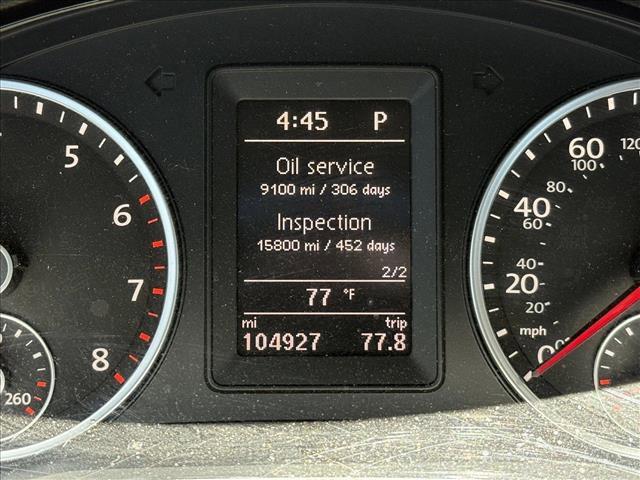 4:45 P
Oil service
9100 mi / 306 days
Inspection
15800 mi / 452 days
2/2
77 °F
mi trip
104927 77.8
5
6
7
8
260
120
60
100
80
40
60
40
20
20
mph
0